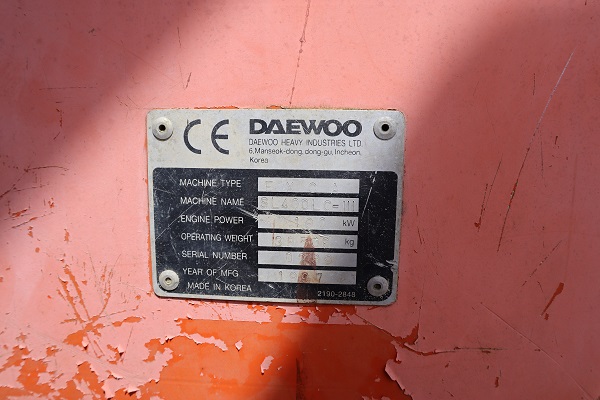 CE DAEWOO
DAEWOO HEAVY INDUSTRIES LTD.
6, Manseok-dong, dong-gu, Incheon,
Korea
MACHINE TYPE
MACHINE NAME
ENGINE POWER kW
OPERATING WEIGHT kg
SERIAL NUMBER
YEAR OF MFG
MADE IN KOREA 2190-2848